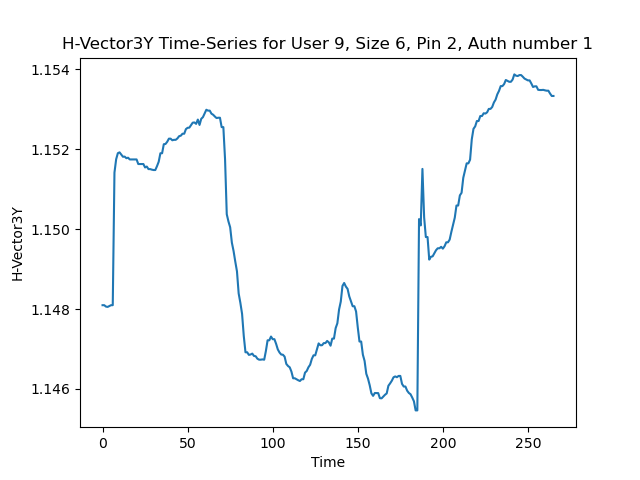 H-Vector3Y Time-Series for User 9, Size 6, Pin 2, Auth number 1
1.154
1.152
1.150
1.148
1.146
H-Vector3Y
0 50 100 150 200 250
Time